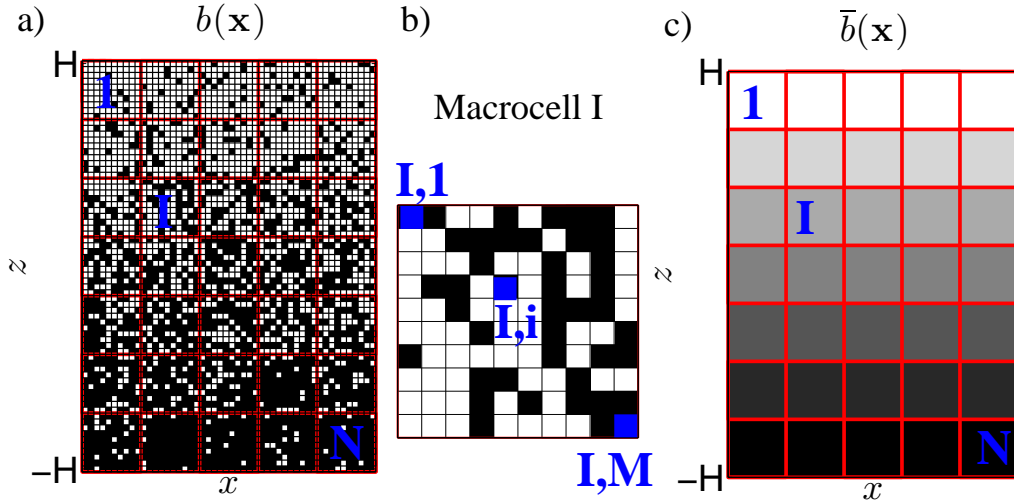 a)
b(𝐱)
H
1
I
N
z
−H
x
b)
Macrocell I
I,1
I,i
I,M
c)
b̄(𝐱)
H
1
I
N
z
−H
x